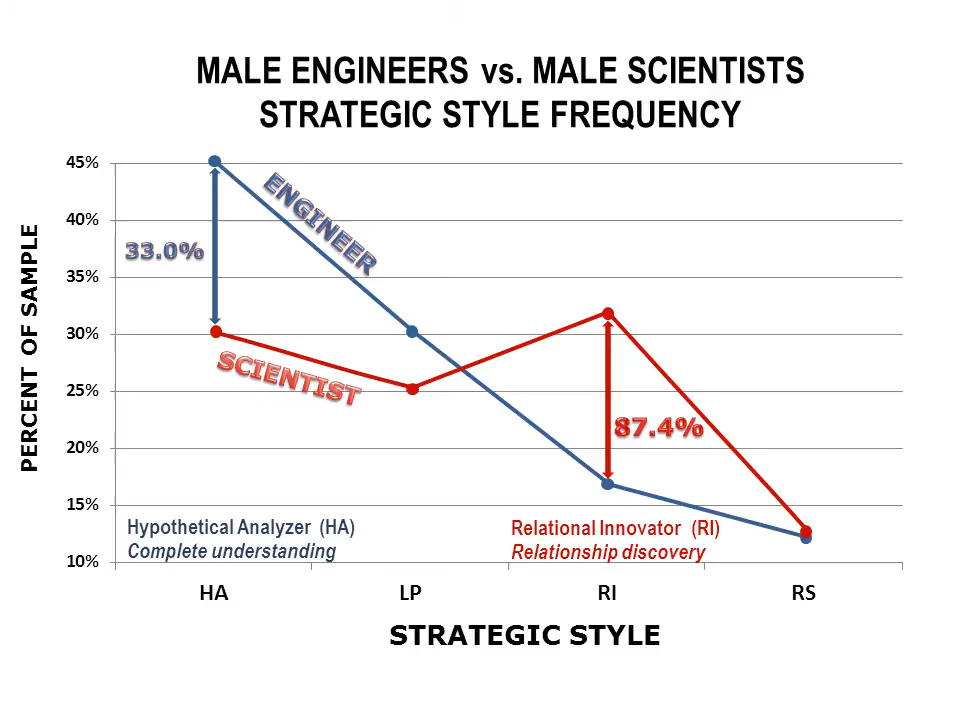 MALE ENGINEERS vs. MALE SCIENTISTS
STRATEGIC STYLE FREQUENCY
PERCENT OF SAMPLE
45%
40%
35%
30%
25%
20%
15%
10%
ENGINEER
33.0%
SCIENTIST
87.4%
Hypothetical Analyzer (HA)
Complete understanding
Relational Innovator (RI)
Relationship discovery
HA LP RI RS
STRATEGIC STYLE